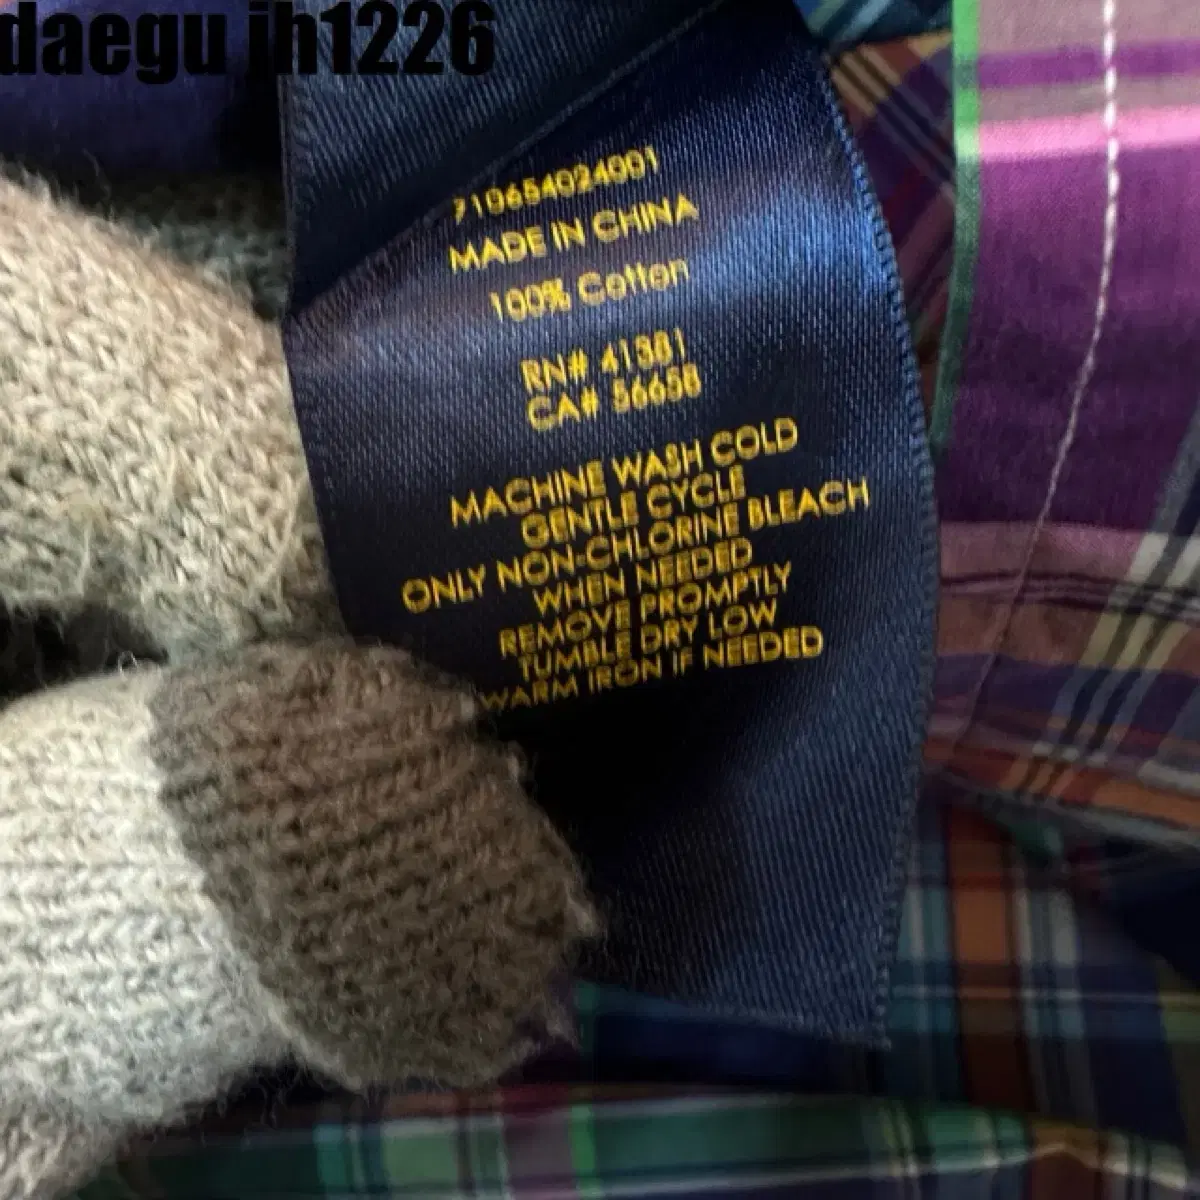 daegu jh1226
710654024001
MADE IN CHINA
100% Cotton
RN# 41381
CA# 56658
MACHINE WASH COLD
GENTLE CYCLE
ONLY NON-CHLORINE BLEACH
WHEN NEEDED
REMOVE PROMPTLY
TUMBLE DRY LOW
WARM IRON IF NEEDED